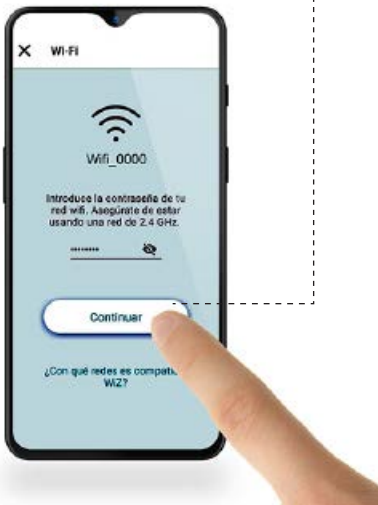 Wi-Fi
Wifi_0000
Introduce la contraseña de tu
red wifi. Asegúrate de estar
usando una red de 2.4 GHz.
••••••••
Continuar
¿Con qué redes es
WiZ?